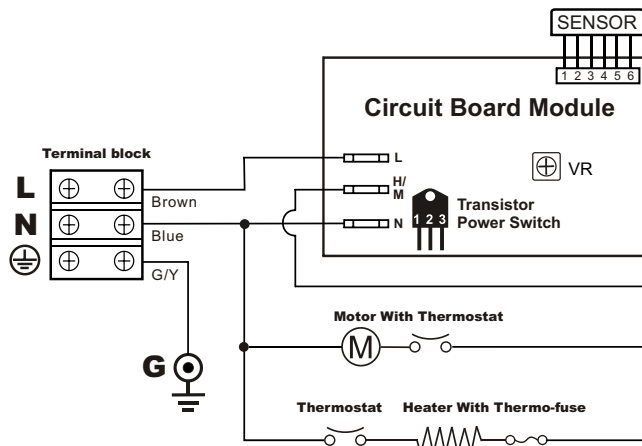 SENSOR
1 2 3 4 5 6
Circuit Board Module
Terminal block
L
H/
M
N
VR
1 2 3
Transistor
Power Switch
L
N
Brown
Blue
G/Y
G
Motor With Thermostat
M
Thermostat
Heater With Thermo-fuse